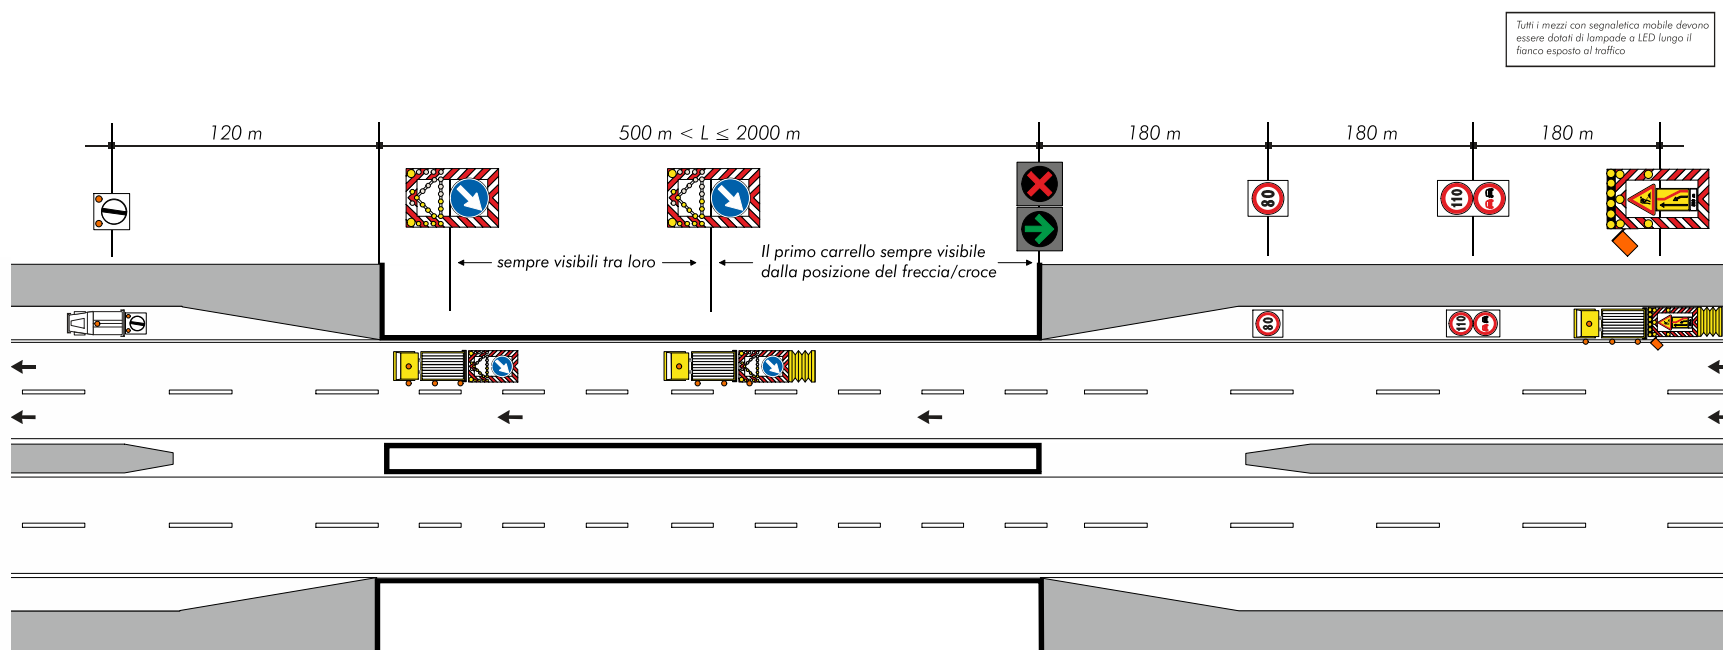 Tutti i mezzi con segnaletica mobile devono
essere dotati di lampade a LED lungo il
fianco esposto al traffico
120 m
500 m < L ≤ 2000 m
180 m
180 m
180 m
80
110
sempre visibili tra loro
Il primo carrello sempre visibile
dalla posizione del freccia/croce
80
110